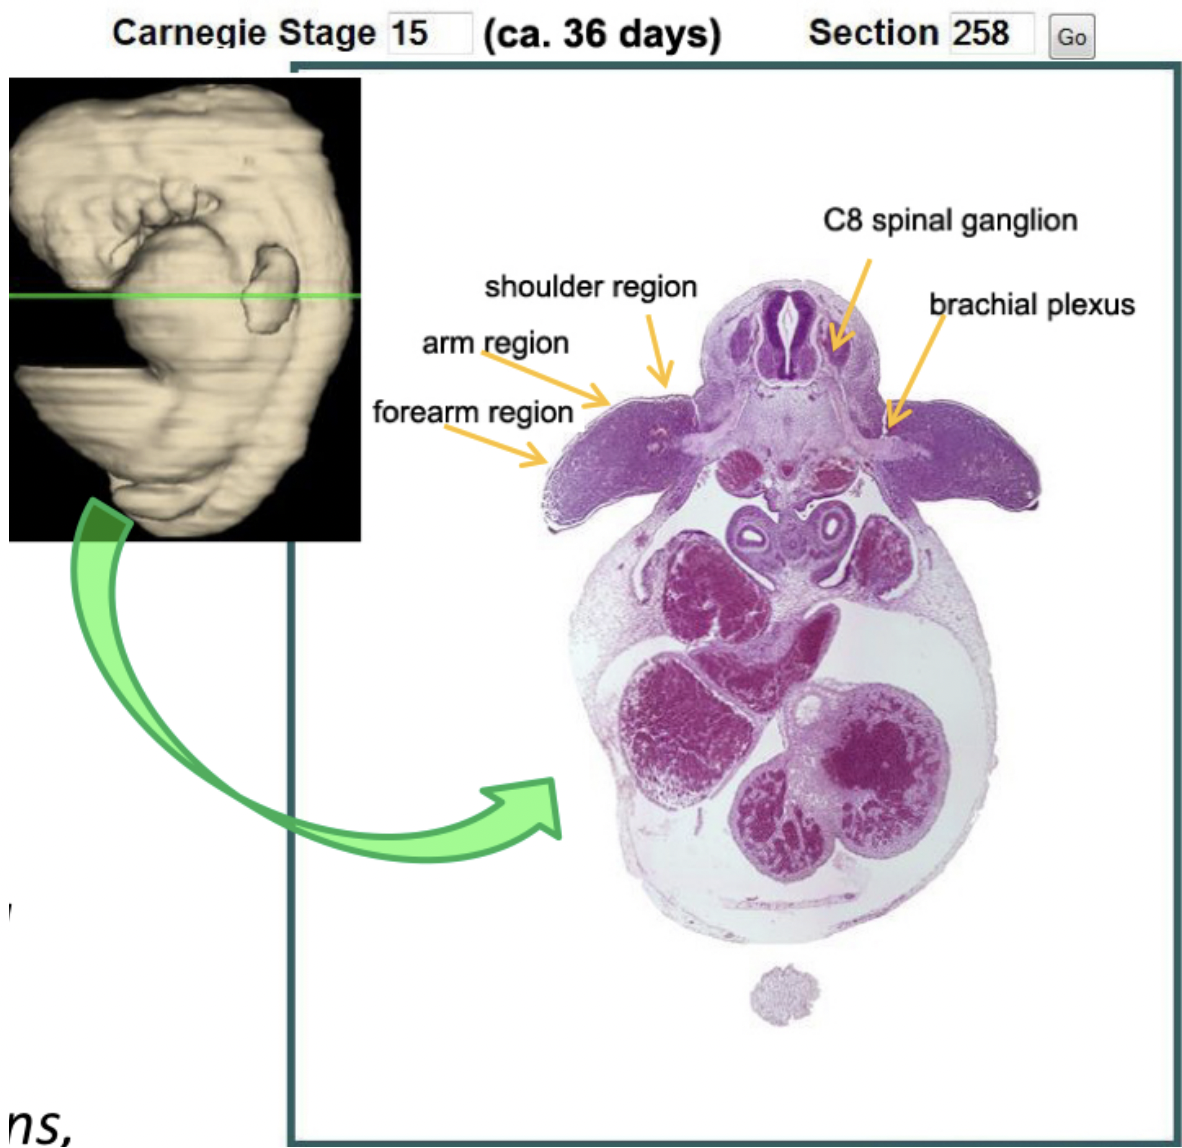 Carnegie Stage 15 (ca. 36 days) Section 258 Go
C8 spinal ganglion
shoulder region
brachial plexus
arm region
forearm region
ns,